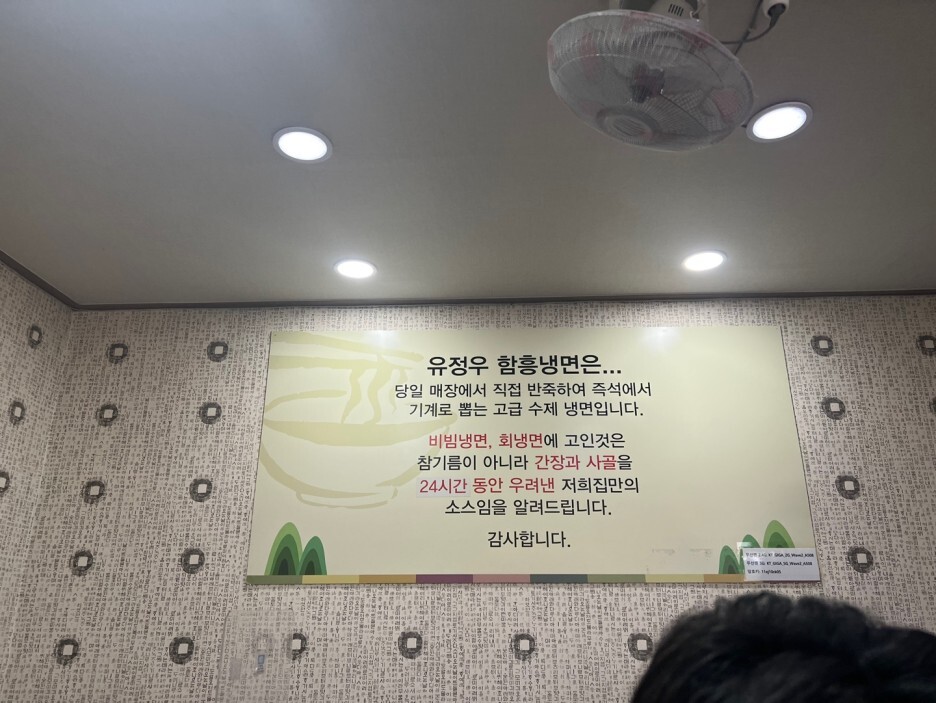 유정우 함흥냉면은...
당일 매장에서 직접 반죽하여 즉석에서
기계로 뽑는 고급 수제 냉면입니다.
비빔냉면, 회냉면에 고인것은
참기름이 아니라 간장과 사골을
24시간 동안 우려낸 저희집만의
소스임을 알려드립니다.
감사합니다.